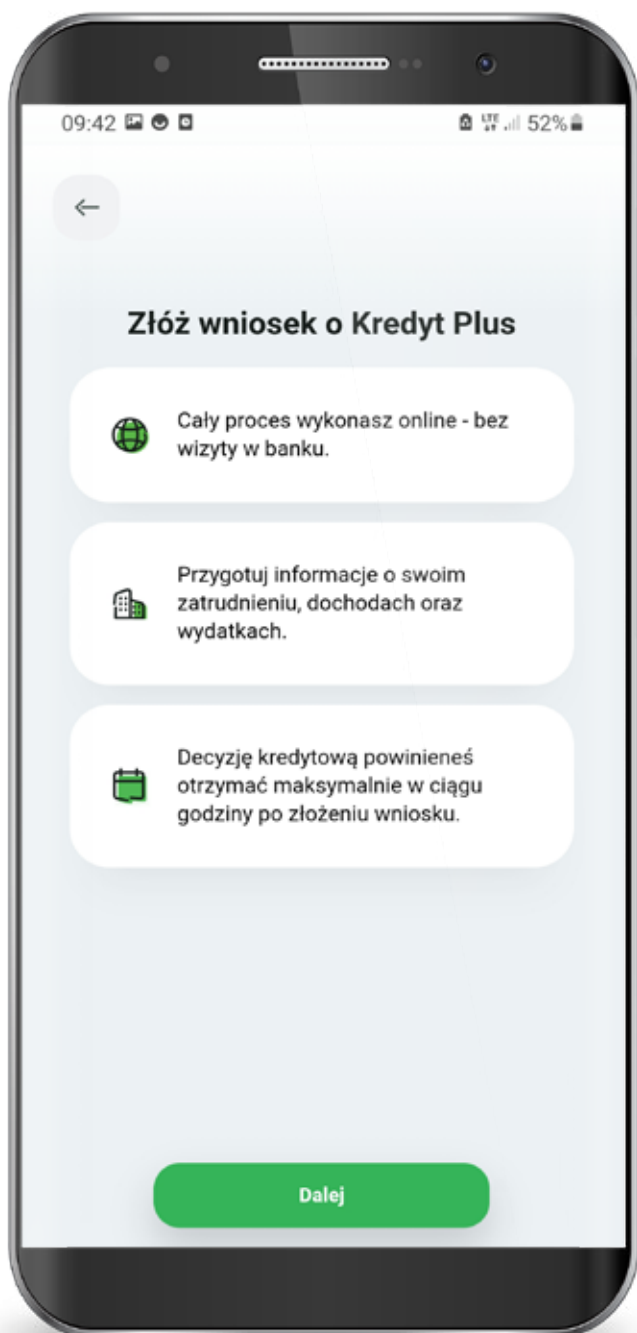 09:42 LTE 52%
Złóż wniosek o Kredyt Plus
Cały proces wykonasz online - bez
wizyty w banku.
Przygotuj informacje o swoim
zatrudnieniu, dochodach oraz
wydatkach.
Decyzję kredytową powinieneś
otrzymać maksymalnie w ciągu
godziny po złożeniu wniosku.
Dalej